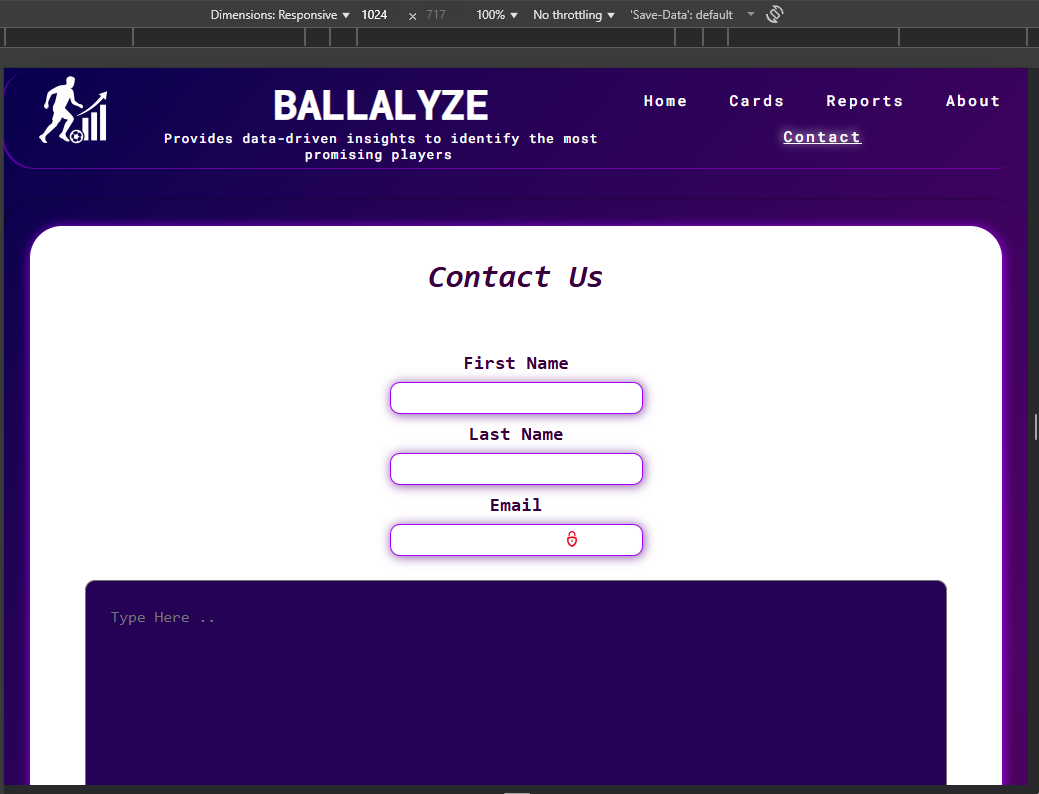 Dimensions: Responsive 1024 × 717 100% No throttling 'Save-Data': default
BALLALYZE
Provides data-driven insights to identify the most
promising players
Home Cards Reports About
Contact
Contact Us
First Name
Last Name
Email
Type Here ..